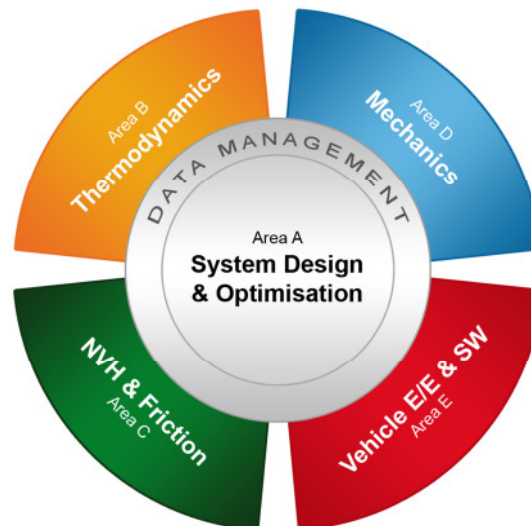 Area B
Thermodynamics
Area D
Mechanics
DATA MANAGEMENT
Area A
System Design
& Optimisation
NVH & Friction
Area C
Vehicle E/E & SW
Area E